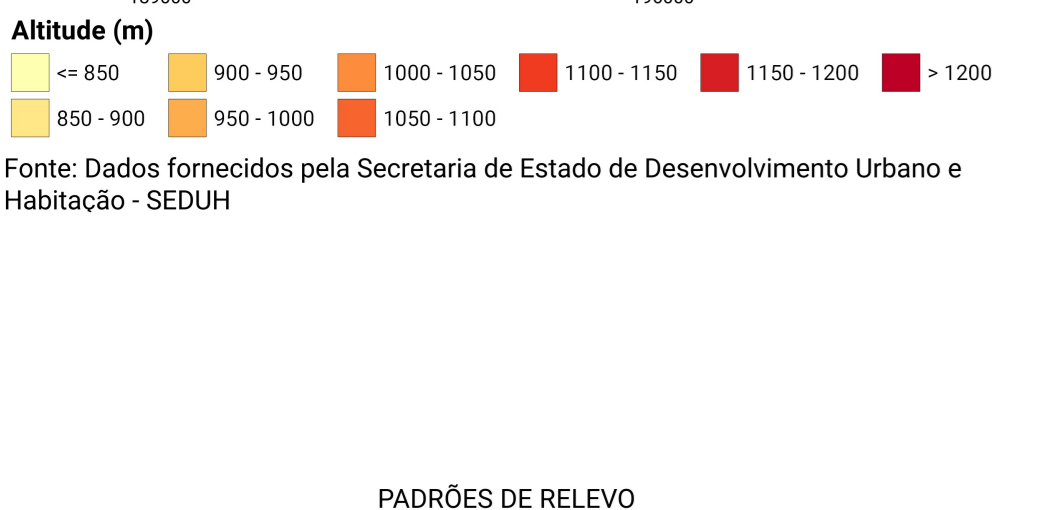 Altitude (m)
<= 850 900 - 950 1000 - 1050 1100 - 1150 1150 - 1200 > 1200
850 - 900 950 - 1000 1050 - 1100
Fonte: Dados fornecidos pela Secretaria de Estado de Desenvolvimento Urbano e
Habitação - SEDUH
PADRÕES DE RELEVO